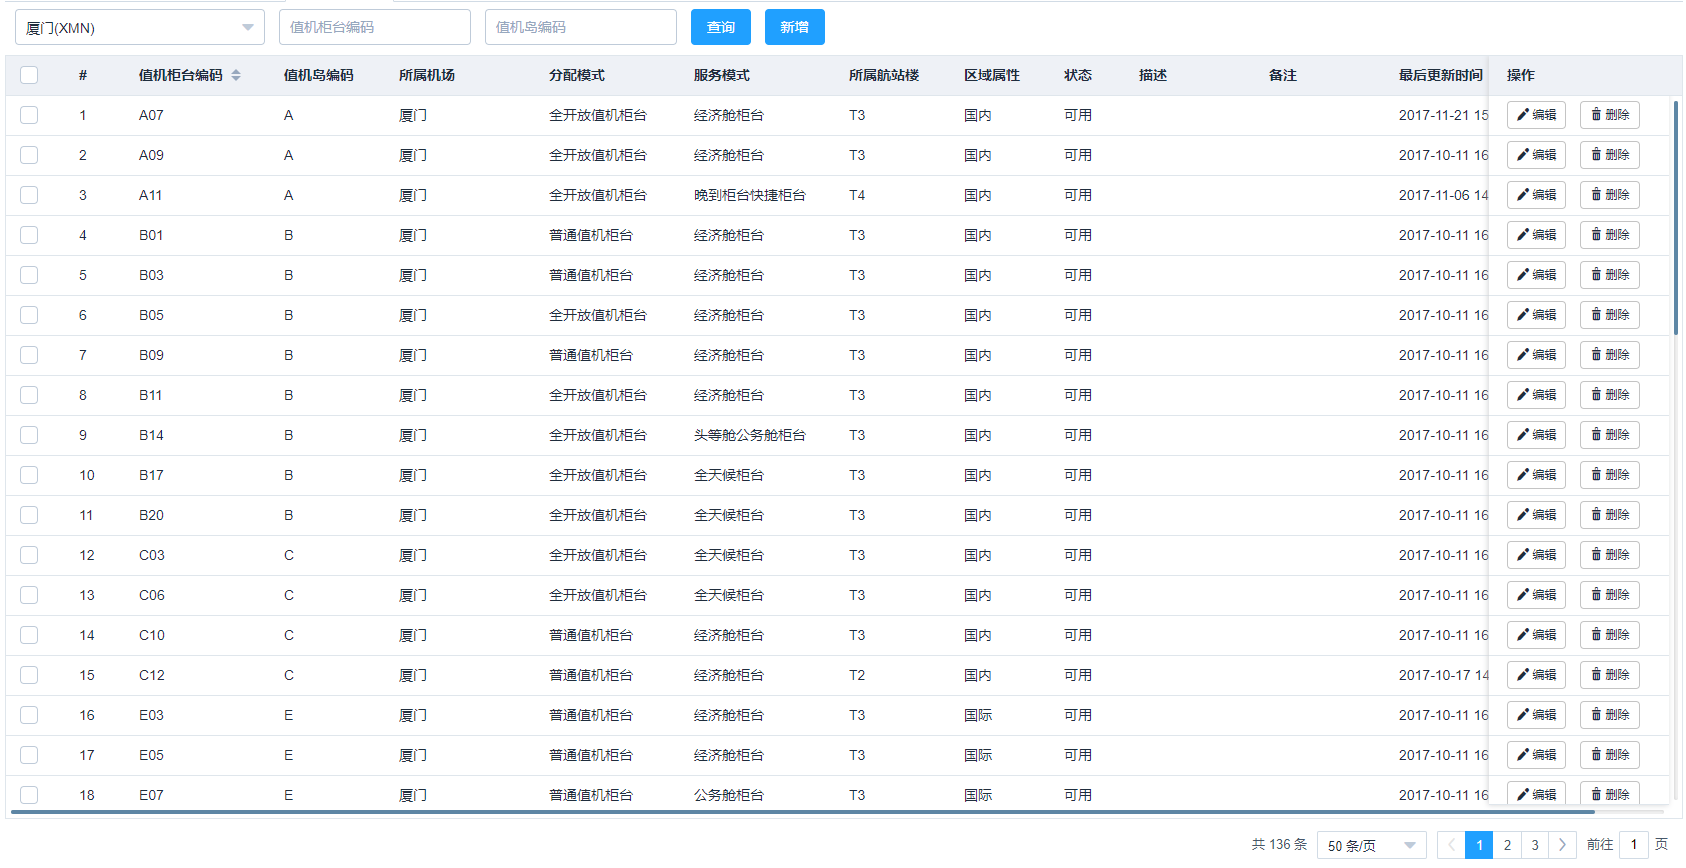 厦门(XMN) 值机柜台编码 值机岛编码 查询 新增
# 值机柜台编码 值机岛编码 所属机场 分配模式 服务模式 所属航站楼 区域属性 状态 描述 备注 最后更新时间 操作
1 A07 A 厦门 全开放值机柜台 经济舱柜台 T3 国内 可用 2017-11-21 15 编辑 删除
2 A09 A 厦门 全开放值机柜台 经济舱柜台 T3 国内 可用 2017-10-11 16 编辑 删除
3 A11 A 厦门 全开放值机柜台 晚到柜台快捷柜台 T4 国内 可用 2017-11-06 14 编辑 删除
4 B01 B 厦门 普通值机柜台 经济舱柜台 T3 国内 可用 2017-10-11 16 编辑 删除
5 B03 B 厦门 普通值机柜台 经济舱柜台 T3 国内 可用 2017-10-11 16 编辑 删除
6 B05 B 厦门 全开放值机柜台 经济舱柜台 T3 国内 可用 2017-10-11 16 编辑 删除
7 B09 B 厦门 普通值机柜台 经济舱柜台 T3 国内 可用 2017-10-11 16 编辑 删除
8 B11 B 厦门 全开放值机柜台 经济舱柜台 T3 国内 可用 2017-10-11 16 编辑 删除
9 B14 B 厦门 全开放值机柜台 头等舱公务舱柜台 T3 国内 可用 2017-10-11 16 编辑 删除
10 B17 B 厦门 全开放值机柜台 全天候柜台 T3 国内 可用 2017-10-11 16 编辑 删除
11 B20 B 厦门 全开放值机柜台 全天候柜台 T3 国内 可用 2017-10-11 16 编辑 删除
12 C03 C 厦门 全开放值机柜台 全天候柜台 T3 国内 可用 2017-10-11 16 编辑 删除
13 C06 C 厦门 全开放值机柜台 全天候柜台 T3 国内 可用 2017-10-11 16 编辑 删除
14 C10 C 厦门 普通值机柜台 经济舱柜台 T3 国内 可用 2017-10-11 16 编辑 删除
15 C12 C 厦门 普通值机柜台 经济舱柜台 T2 国内 可用 2017-10-17 14 编辑 删除
16 E03 E 厦门 普通值机柜台 经济舱柜台 T3 国际 可用 2017-10-11 16 编辑 删除
17 E05 E 厦门 普通值机柜台 经济舱柜台 T3 国际 可用 2017-10-11 16 编辑 删除
18 E07 E 厦门 普通值机柜台 公务舱柜台 T3 国际 可用 2017-10-11 16 编辑 删除
共 136 条 50 条/页 1 2 3 前往 1 页